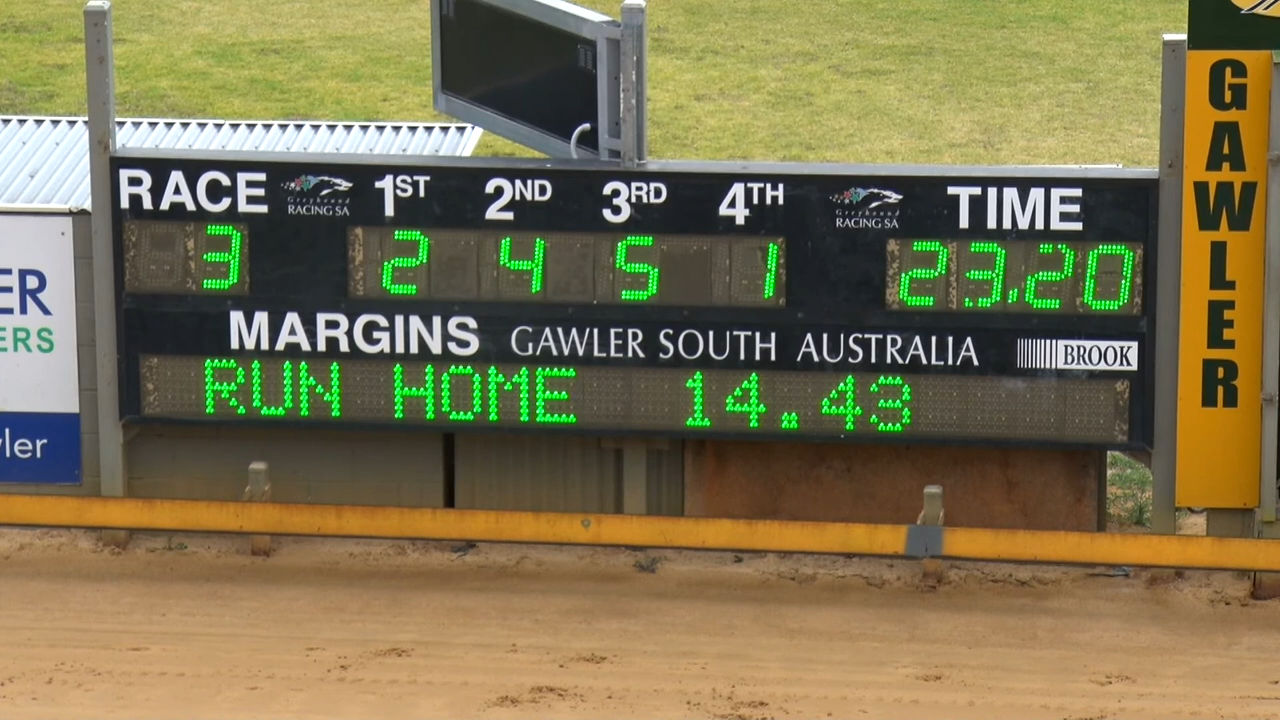 RACE 1ST 2ND 3RD 4TH TIME
Greyhound RACING SA
Greyhound RACING SA
3 2 4 5 1 23.20
MARGINS GAWLER SOUTH AUSTRALIA BROOK
RUN HOME 14.43
GAWLER
ER
ERS
ler